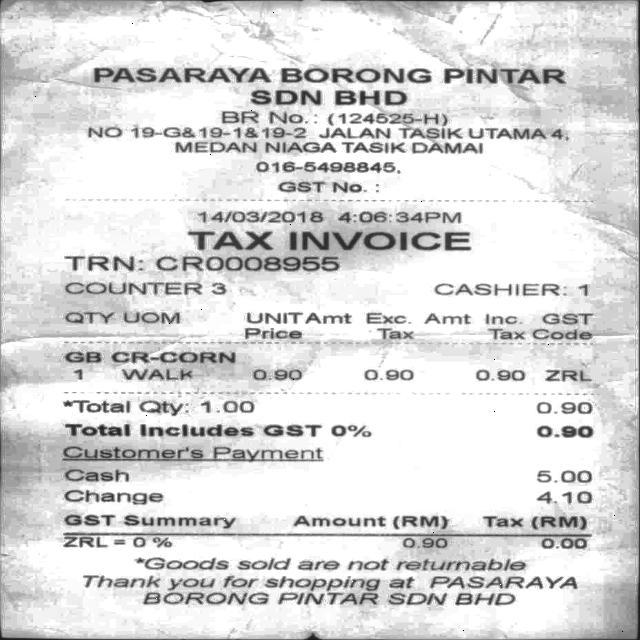 PASARAYA BORONG PINTAR
SDN BHD
BR No.: (124525-H)
NO 19-G&19-1&19-2 JALAN TASIK UTAMA 4,
MEDAN NIAGA TASIK DAMAI
016-5498845,
GST No. :
14/03/2018 4:06:34PM
TAX INVOICE
TRN: CR0008955
COUNTER 3 CASHIER: 1
QTY UOM UNIT Amt Exc. Amt Inc. GST
Price Tax Tax Code
GB CR-CORN
1 WALK 0.90 0.90 0.90 ZRL
*Total Qty: 1.00 0.90
Total Includes GST 0% 0.90
Customer's Payment
Cash 5.00
Change 4.10
GST Summary Amount (RM) Tax (RM)
ZRL = 0 % 0.90 0.00
*Goods sold are not returnable
Thank you for shopping at PASARAYA
BORONG PINTAR SDN BHD